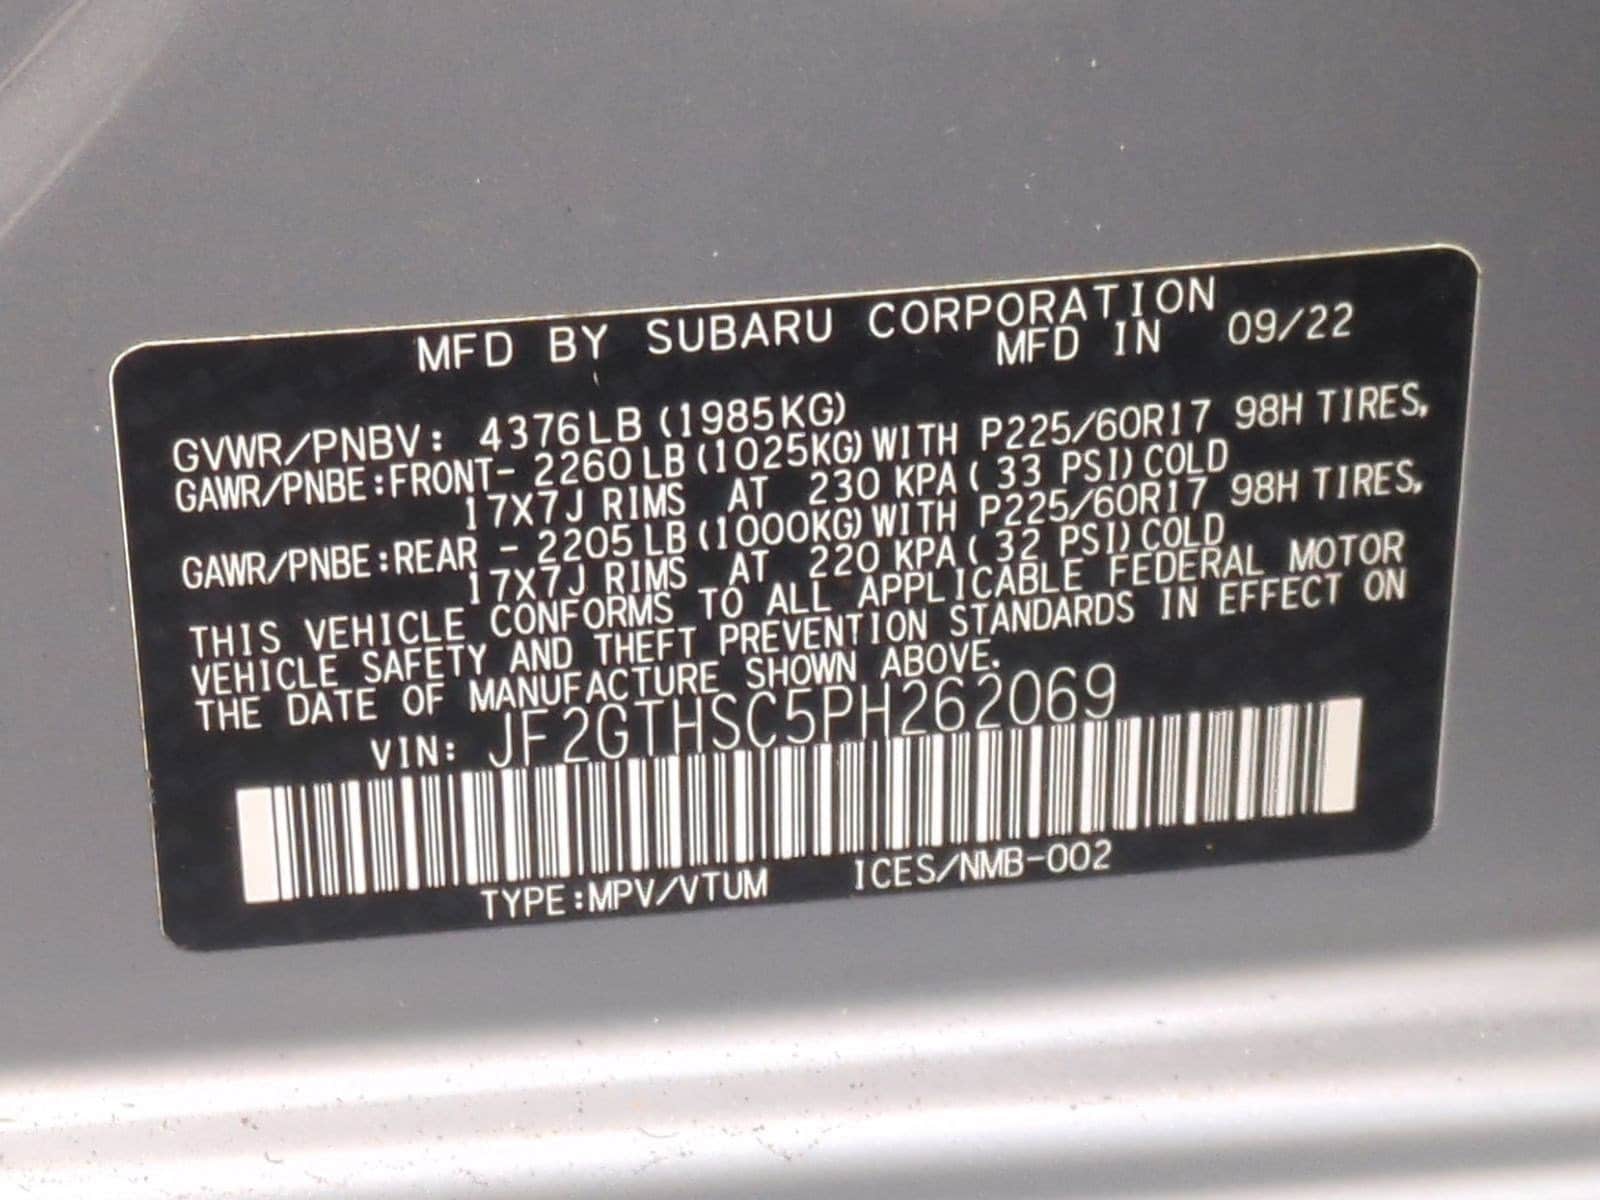 MFD BY SUBARU CORPORATION
MFD IN 09/22
GVWR/PNBV: 4376LB (1985KG)
GAWR/PNBE:FRONT- 2260LB (1025KG) WITH P225/60R17 98H TIRES,
17X7J RIMS AT 230 KPA ( 33 PSI) COLD
GAWR/PNBE:REAR - 2205LB (1000KG) WITH P225/60R17 98H TIRES,
17X7J RIMS AT 220 KPA ( 32 PSI) COLD
THIS VEHICLE CONFORMS TO ALL APPLICABLE FEDERAL MOTOR
VEHICLE SAFETY AND THEFT PREVENTION STANDARDS IN EFFECT ON
THE DATE OF MANUFACTURE SHOWN ABOVE.
VIN: JF2GTHSC5PH262069
TYPE:MPV/VTUM ICES/NMB-002